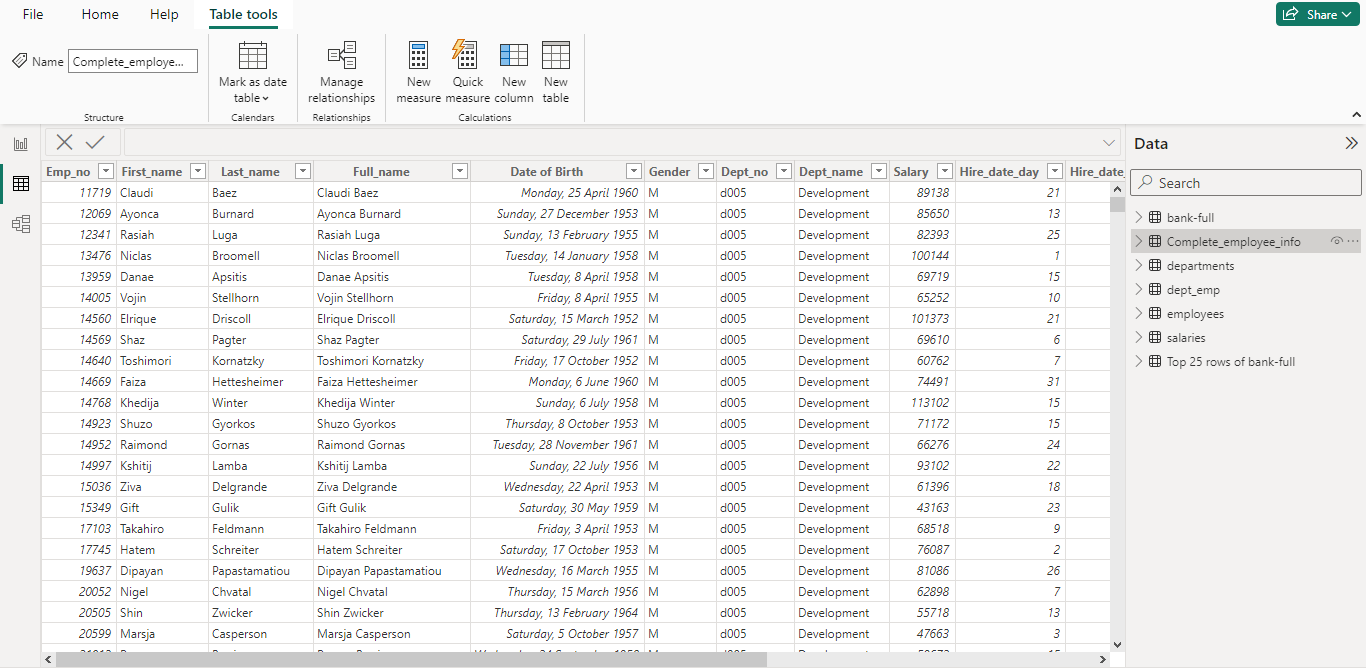 File Home Help Table tools Share
Name Complete_employe...
Mark as date table
Manage relationships
New measure
Quick measure
New column
New table
Structure Calendars Relationships Calculations
Data
Search
bank-full
Complete_employee_info
departments
dept_emp
employees
salaries
Top 25 rows of bank-full
Emp_no First_name Last_name Full_name Date of Birth Gender Dept_no Dept_name Salary Hire_date_day Hire_date_
11719 Claudi Baez Claudi Baez Monday, 25 April 1960 M d005 Development 89138 21
12069 Ayonca Burnard Ayonca Burnard Sunday, 27 December 1953 M d005 Development 85650 13
12341 Rasiah Luga Rasiah Luga Sunday, 13 February 1955 M d005 Development 82393 25
13476 Niclas Broomell Niclas Broomell Tuesday, 14 January 1958 M d005 Development 100144 1
13959 Danae Apsitis Danae Apsitis Tuesday, 8 April 1958 M d005 Development 69719 15
14005 Vojin Stellhorn Vojin Stellhorn Friday, 8 April 1955 M d005 Development 65252 10
14560 Elrique Driscoll Elrique Driscoll Saturday, 15 March 1952 M d005 Development 101373 21
14569 Shaz Pagter Shaz Pagter Saturday, 29 July 1961 M d005 Development 69610 6
14640 Toshimori Kornatzky Toshimori Kornatzky Friday, 17 October 1952 M d005 Development 60762 7
14669 Faiza Hettesheimer Faiza Hettesheimer Monday, 6 June 1960 M d005 Development 74491 31
14768 Khedija Winter Khedija Winter Sunday, 6 July 1958 M d005 Development 113102 15
14923 Shuzo Gyorkos Shuzo Gyorkos Thursday, 8 October 1953 M d005 Development 71172 15
14952 Raimond Gornas Raimond Gornas Tuesday, 28 November 1961 M d005 Development 66276 24
14997 Kshitij Lamba Kshitij Lamba Sunday, 22 July 1956 M d005 Development 93102 22
15036 Ziva Delgrande Ziva Delgrande Wednesday, 22 April 1953 M d005 Development 61396 18
15349 Gift Gulik Gift Gulik Saturday, 30 May 1959 M d005 Development 43163 23
17103 Takahiro Feldmann Takahiro Feldmann Friday, 3 April 1953 M d005 Development 68518 9
17745 Hatem Schreiter Hatem Schreiter Saturday, 17 October 1953 M d005 Development 76087 2
19637 Dipayan Papastamatiou Dipayan Papastamatiou Wednesday, 16 March 1955 M d005 Development 81086 26
20052 Nigel Chvatal Nigel Chvatal Thursday, 15 March 1956 M d005 Development 62898 7
20505 Shin Zwicker Shin Zwicker Thursday, 13 February 1964 M d005 Development 55718 13
20599 Marsja Casperson Marsja Casperson Saturday, 5 October 1957 M d005 Development 47663 3